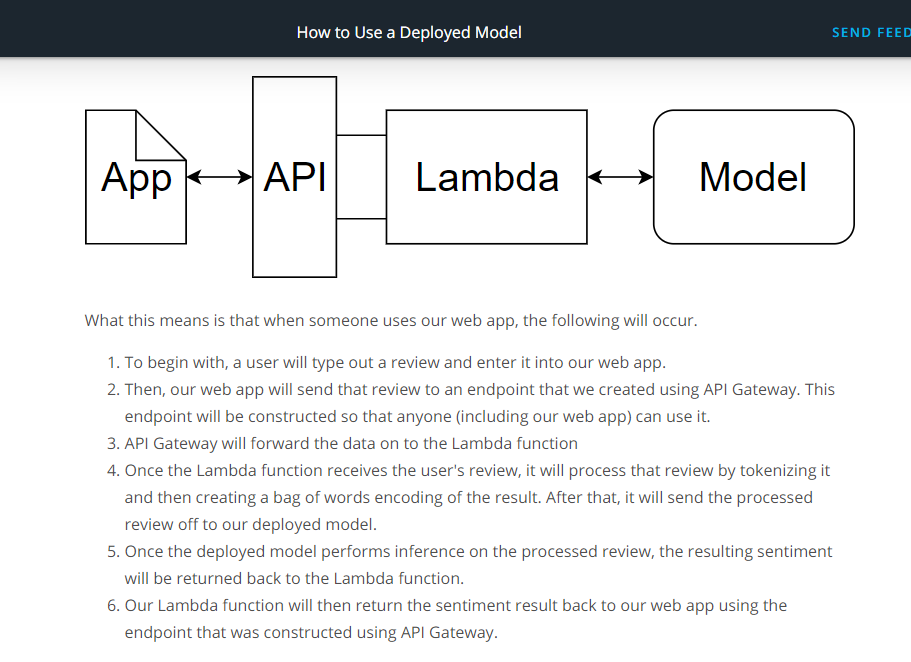 How to Use a Deployed Model
SEND FEED
App
API
Lambda
Model
What this means is that when someone uses our web app, the following will occur.
1. To begin with, a user will type out a review and enter it into our web app.
2. Then, our web app will send that review to an endpoint that we created using API Gateway. This
endpoint will be constructed so that anyone (including our web app) can use it.
3. API Gateway will forward the data on to the Lambda function
4. Once the Lambda function receives the user's review, it will process that review by tokenizing it
and then creating a bag of words encoding of the result. After that, it will send the processed
review off to our deployed model.
5. Once the deployed model performs inference on the processed review, the resulting sentiment
will be returned back to the Lambda function.
6. Our Lambda function will then return the sentiment result back to our web app using the
endpoint that was constructed using API Gateway.